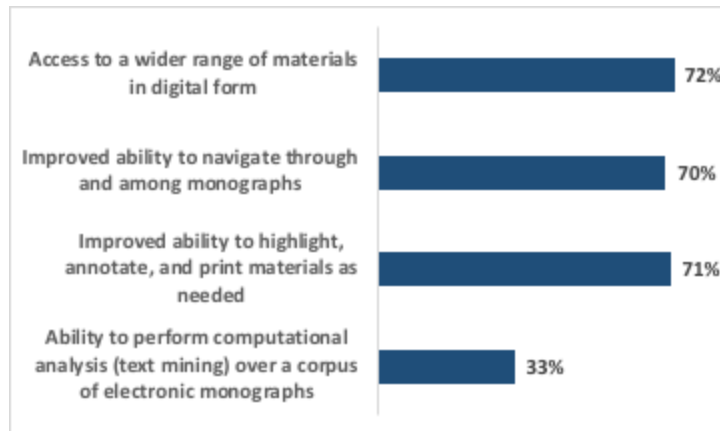 Access to a wider range of materials
in digital form
72%
Improved ability to navigate through
and among monographs
70%
Improved ability to highlight,
annotate, and print materials as
needed
71%
Ability to perform computational
analysis (text mining) over a corpus
of electronic monographs
33%